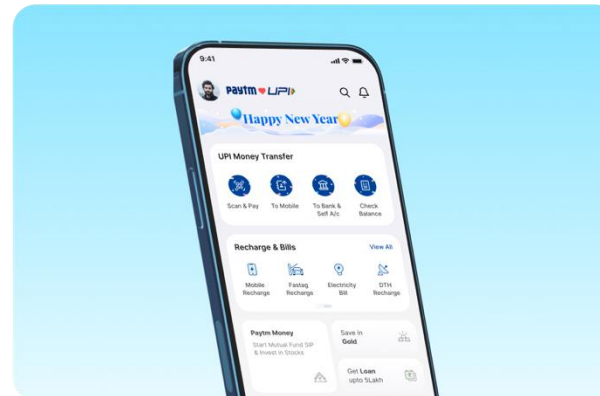 9:41
Paytm UPI
Happy New Year
UPI Money Transfer
Scan & Pay
To Mobile
To Bank &
Self A/c
Check
Balance
Recharge & Bills
View All
Mobile
Recharge
Fastag
Recharge
Electricity
Bill
DTH
Recharge
Paytm Money
Start Mutual Fund SIP
& Invest in Stocks
Save in
Gold
Get Loan
upto 5Lakh